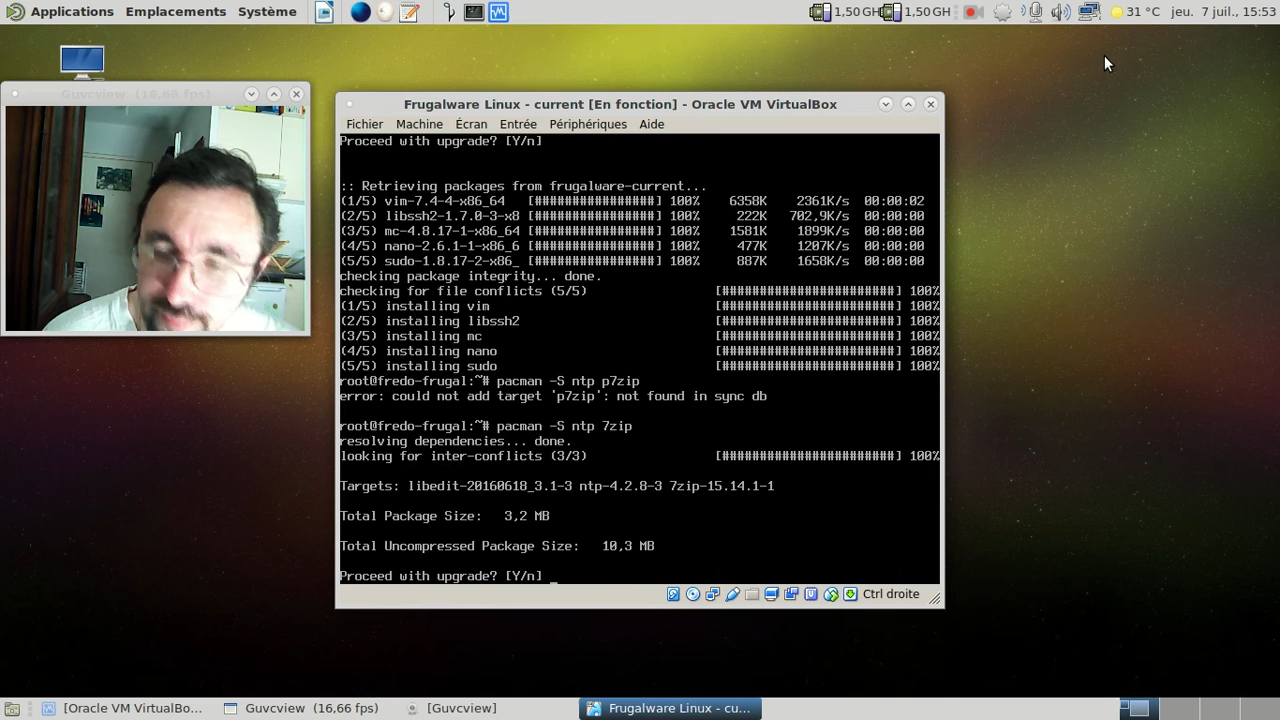 Applications Emplacements Système 1,50 GH 1,50 GH 31 °C jeu. 7 juil., 15:53
Guvcview (16,66 fps)
Frugalware Linux - current [En fonction] - Oracle VM VirtualBox
Fichier Machine Écran Entrée Périphériques Aide
Proceed with upgrade? [Y/n]
:: Retrieving packages from frugalware-current...
(1/5) vim-7.4-4-x86_64 [################] 100% 6358K 2361K/s 00:00:02
(2/5) libssh2-1.7.0-3-x8 [################] 100% 222K 702,9K/s 00:00:00
(3/5) mc-4.8.17-1-x86_64 [################] 100% 1581K 1899K/s 00:00:00
(4/5) nano-2.6.1-1-x86_6 [################] 100% 477K 1207K/s 00:00:00
(5/5) sudo-1.8.17-2-x86_ [################] 100% 887K 1658K/s 00:00:00
checking package integrity... done.
checking for file conflicts (5/5) [#######################] 100%
(1/5) installing vim [#######################] 100%
(2/5) installing libssh2 [#######################] 100%
(3/5) installing mc [#######################] 100%
(4/5) installing nano [#######################] 100%
(5/5) installing sudo [#######################] 100%
root@fredo-frugal:~# pacman -S ntp p7zip
error: could not add target 'p7zip': not found in sync db
root@fredo-frugal:~# pacman -S ntp 7zip
resolving dependencies... done.
looking for inter-conflicts (3/3) [#######################] 100%
Targets: libedit-20160618_3.1-3 ntp-4.2.8-3 7zip-15.14.1-1
Total Package Size: 3,2 MB
Total Uncompressed Package Size: 10,3 MB
Proceed with upgrade? [Y/n] _
Ctrl droite
[Oracle VM VirtualBo... Guvcview (16,66 fps) [Guvcview] Frugalware Linux - cu...